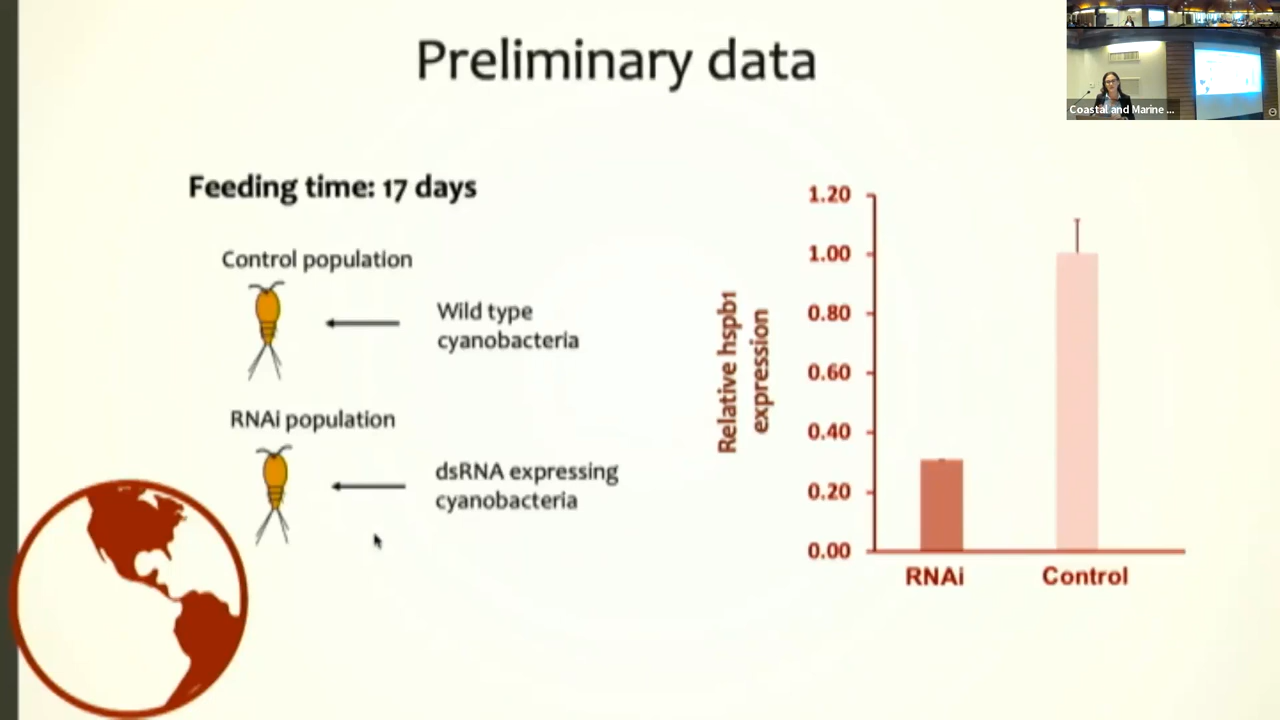 Preliminary data
Coastal and Marine ...
Feeding time: 17 days
Control population
Wild type
cyanobacteria
RNAi population
dsRNA expressing
cyanobacteria
Relative hspb1
expression
1.20
1.00
0.80
0.60
0.40
0.20
0.00
RNAi
Control